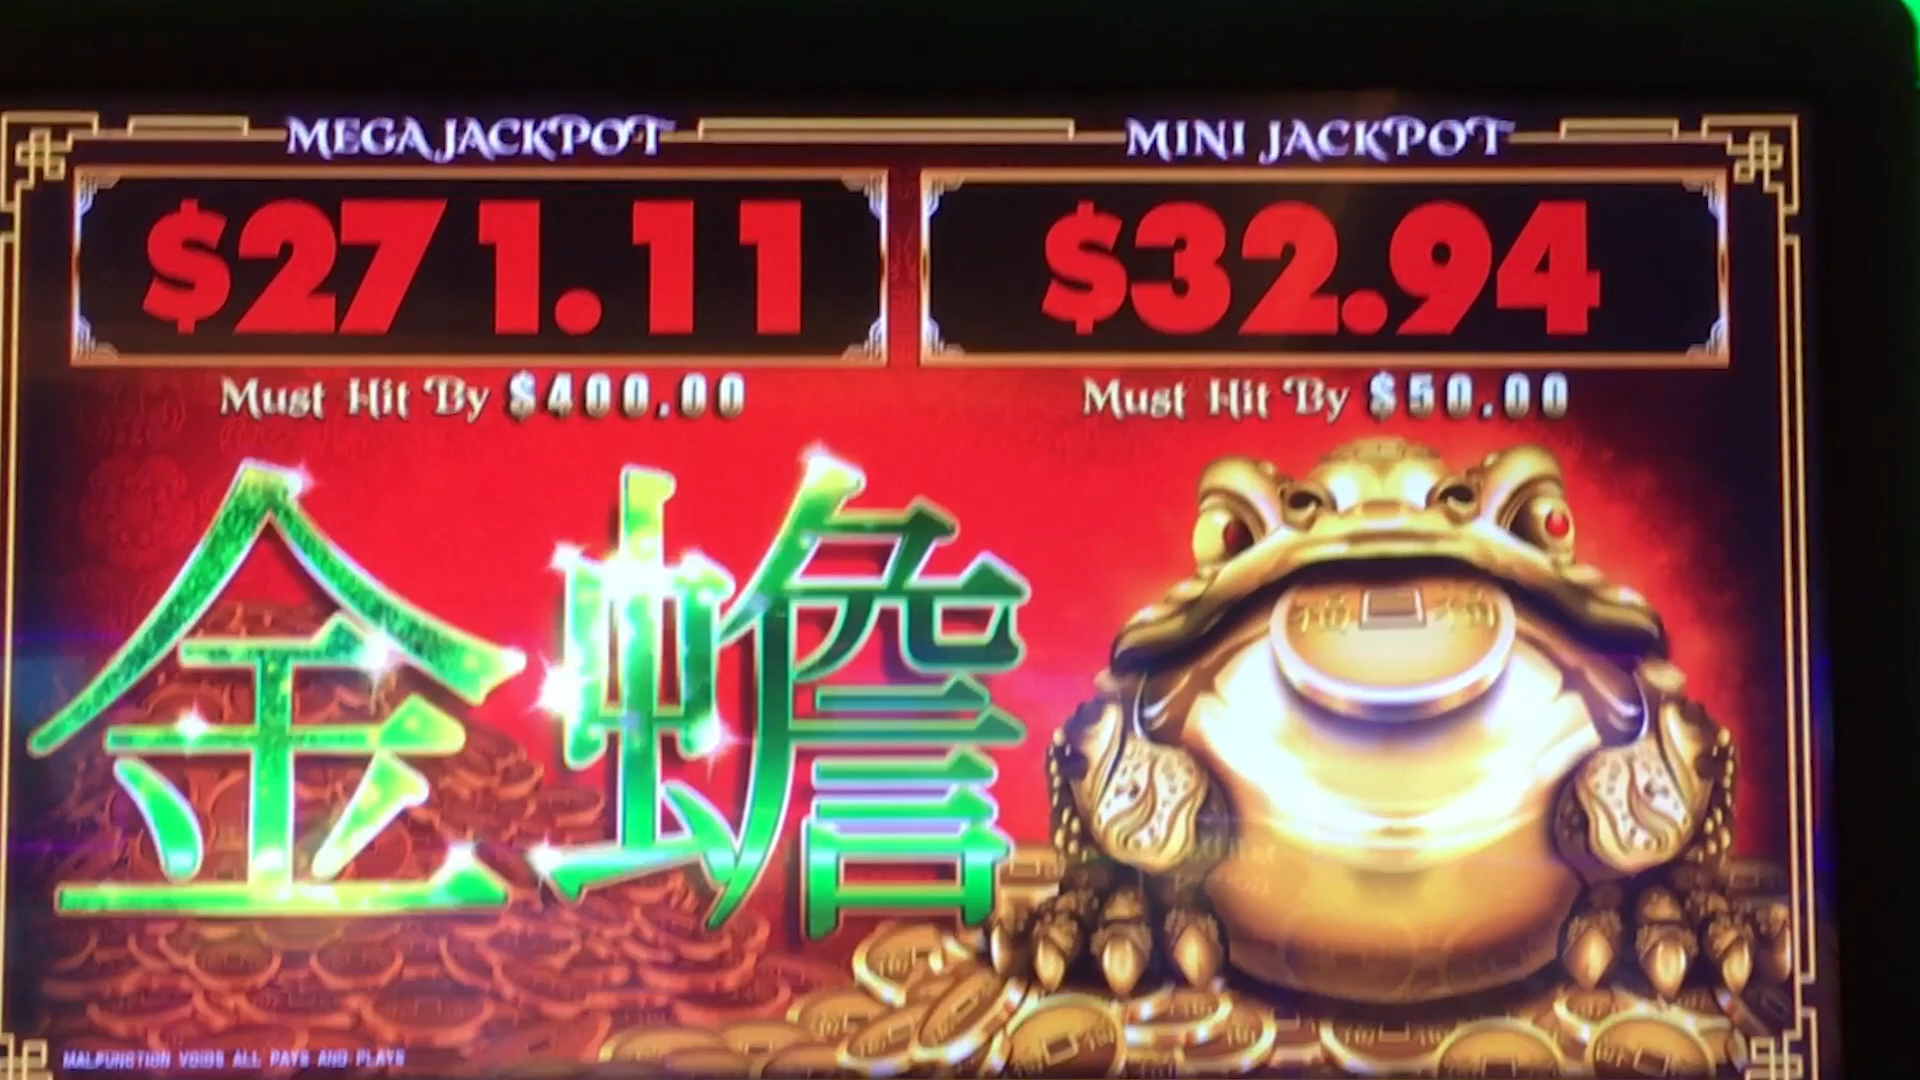 MEGA JACKPOT
MINI JACKPOT
$271.11
$32.94
Must Hit By $400.00
Must Hit By $50.00
金蟾
MALFUNCTION VOIDS ALL PAYS AND PLAYS